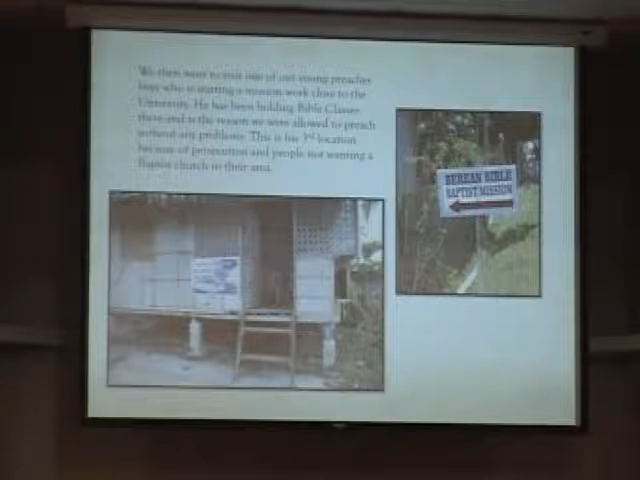 We then went to visit one of our young preacher
boys who is starting a mission work close to the
University. He has been holding Bible Classes
there and is the reason we were allowed to preach
without any problems. This is his 3rd location
because of persecution and people not wanting a
Baptist church in their area.
BEREAN BIBLE
BAPTIST MISSION